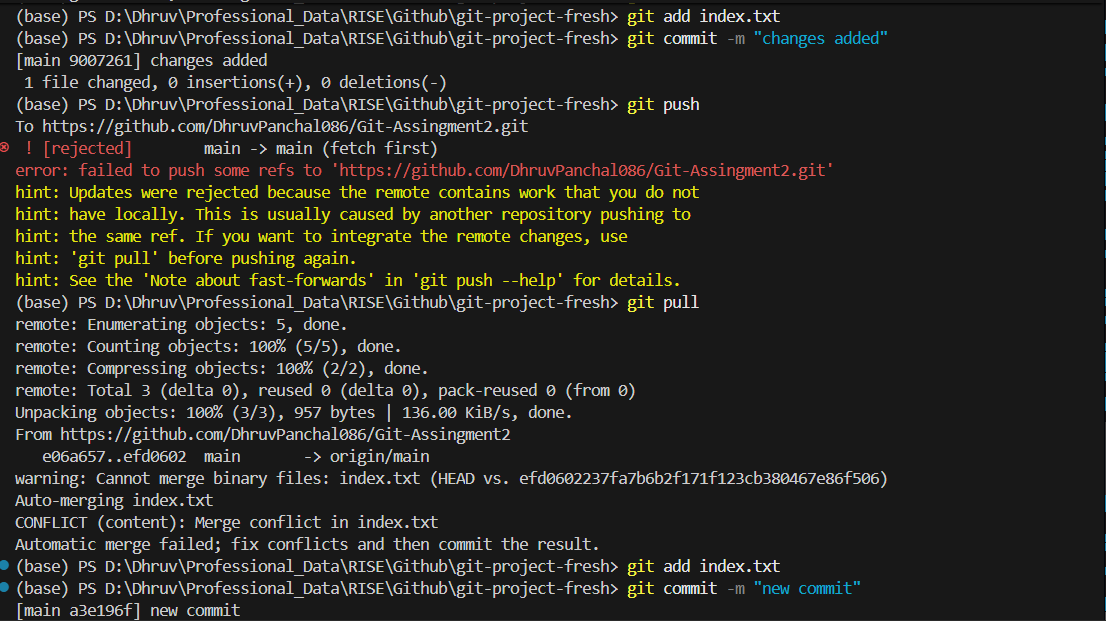 (base) PS D:\Dhruv\Professional_Data\RISE\Github\git-project-fresh> git add index.txt
(base) PS D:\Dhruv\Professional_Data\RISE\Github\git-project-fresh> git commit -m "changes added"
[main 9007261] changes added
 1 file changed, 0 insertions(+), 0 deletions(-)
(base) PS D:\Dhruv\Professional_Data\RISE\Github\git-project-fresh> git push
To https://github.com/DhruvPanchal086/Git-Assingment2.git
 ! [rejected]        main -> main (fetch first)
error: failed to push some refs to 'https://github.com/DhruvPanchal086/Git-Assingment2.git'
hint: Updates were rejected because the remote contains work that you do not
hint: have locally. This is usually caused by another repository pushing to
hint: the same ref. If you want to integrate the remote changes, use
hint: 'git pull' before pushing again.
hint: See the 'Note about fast-forwards' in 'git push --help' for details.
(base) PS D:\Dhruv\Professional_Data\RISE\Github\git-project-fresh> git pull
remote: Enumerating objects: 5, done.
remote: Counting objects: 100% (5/5), done.
remote: Compressing objects: 100% (2/2), done.
remote: Total 3 (delta 0), reused 0 (delta 0), pack-reused 0 (from 0)
Unpacking objects: 100% (3/3), 957 bytes | 136.00 KiB/s, done.
From https://github.com/DhruvPanchal086/Git-Assingment2
   e06a657..efd0602  main       -> origin/main
warning: Cannot merge binary files: index.txt (HEAD vs. efd0602237fa7b6b2f171f123cb380467e86f506)
Auto-merging index.txt
CONFLICT (content): Merge conflict in index.txt
Automatic merge failed; fix conflicts and then commit the result.
(base) PS D:\Dhruv\Professional_Data\RISE\Github\git-project-fresh> git add index.txt
(base) PS D:\Dhruv\Professional_Data\RISE\Github\git-project-fresh> git commit -m "new commit"
[main a3e196f] new commit